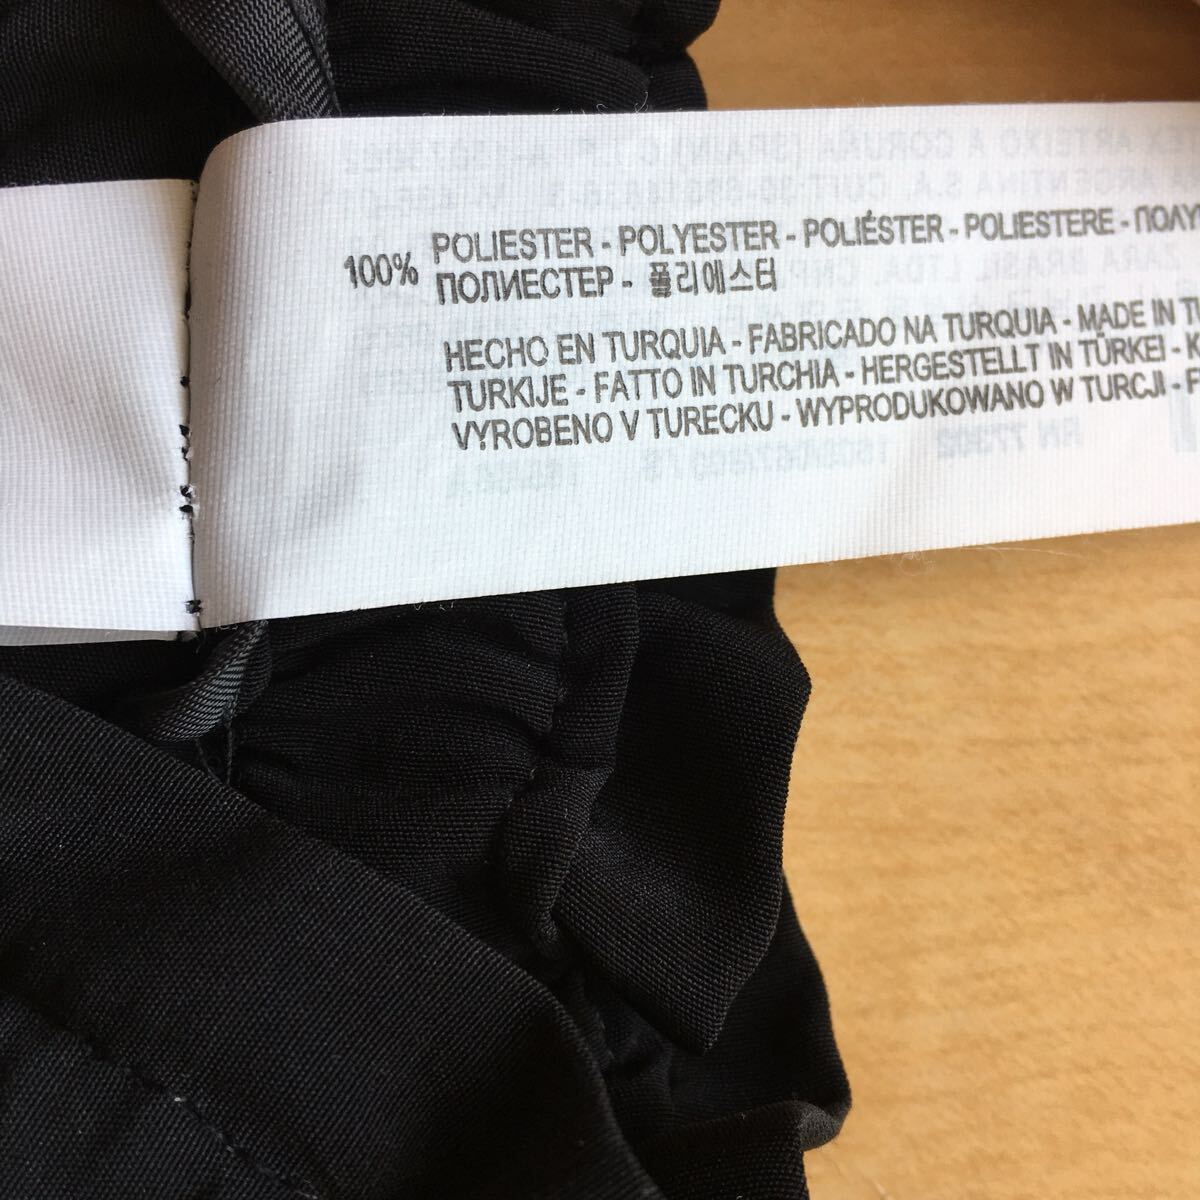 100% POLIESTER - POLYESTER - POLIÉSTER - POLIESTERE - ПОЛУ
ПОЛИЕСТЕР - 폴리에스터
HECHO EN TURQUIA - FABRICADO NA TURQUIA - MADE IN TU
TURKIJE - FATTO IN TURCHIA - HERGESTELLT IN TÜRKEI - K
VYROBENO V TURECKU - WYPRODUKOWANO W TURCJI - F